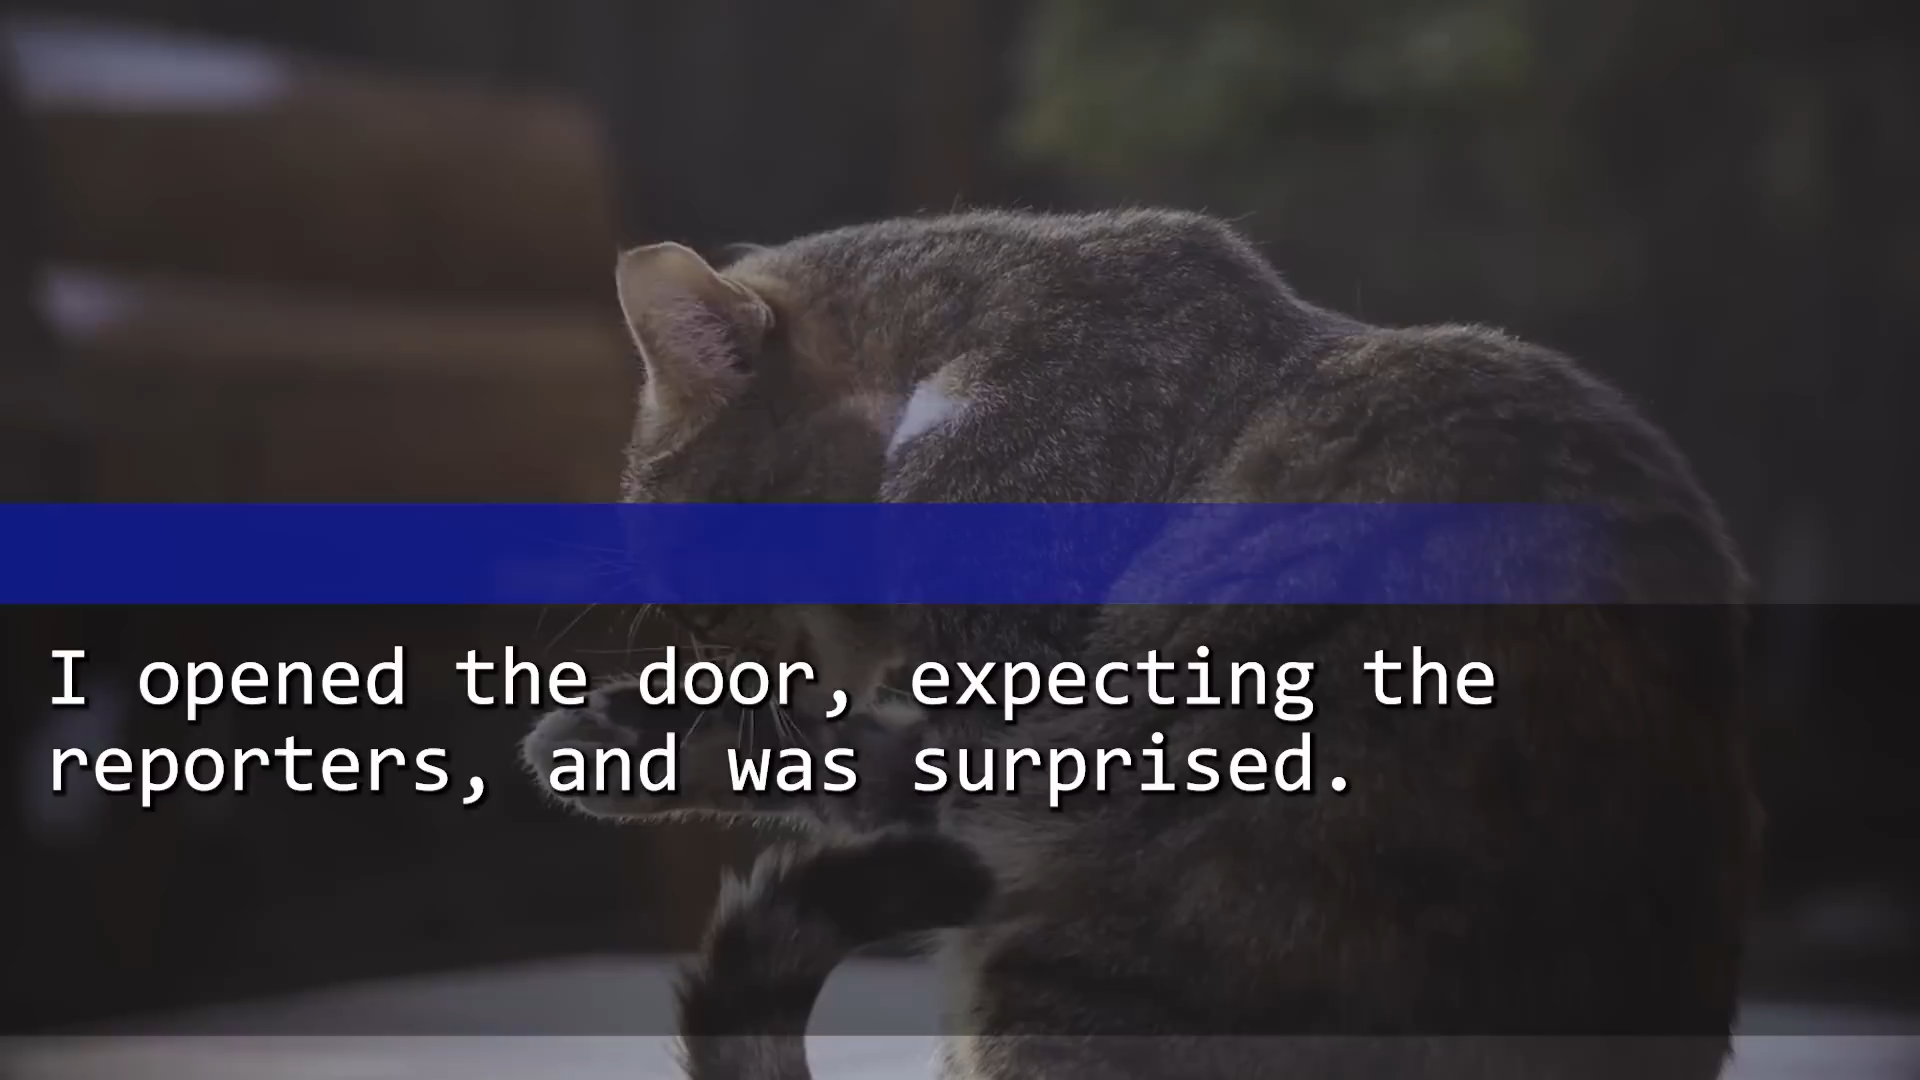 I opened the door, expecting the
reporters, and was surprised.